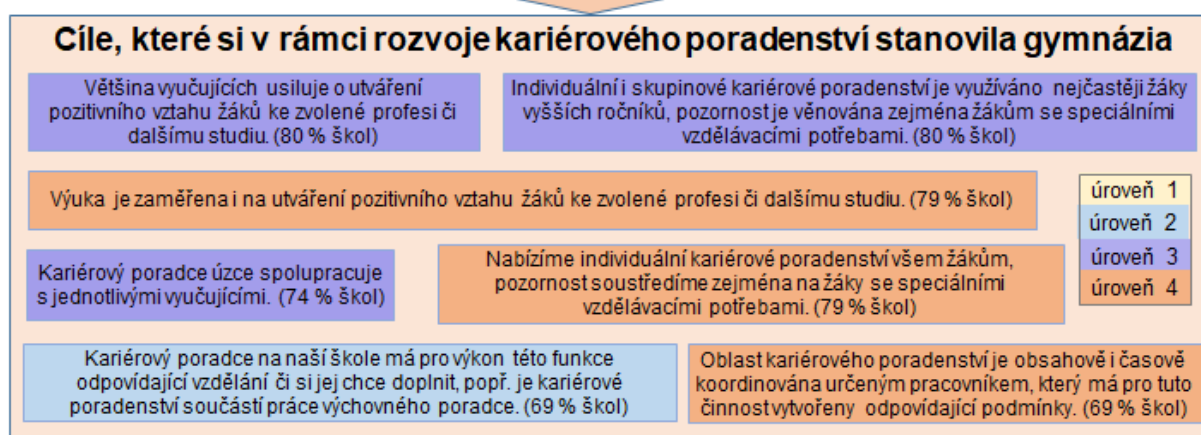 Cíle, které si v rámci rozvoje kariérového poradenství stanovila gymnázia
Většina vyučujících usiluje o utváření
pozitivního vztahu žáků ke zvolené profesi či
dalšímu studiu. (80 % škol)
Individuální i skupinové kariérové poradenství je využíváno nejčastěji žáky
vyšších ročníků, pozornost je věnována zejména žákům se speciálními
vzdělávacími potřebami. (80 % škol)
Výuka je zaměřena i na utváření pozitivního vztahu žáků ke zvolené profesi či dalšímu studiu. (79 % škol)
úroveň 1
úroveň 2
úroveň 3
úroveň 4
Kariérový poradce úzce spolupracuje
s jednotlivými vyučujícími. (74 % škol)
Nabízíme individuální kariérové poradenství všem žákům,
pozornost soustředíme zejména na žáky se speciálními
vzdělávacími potřebami. (79 % škol)
Kariérový poradce na naší škole má pro výkon této funkce
odpovídající vzdělání či si jej chce doplnit, popř. je kariérové
poradenství součástí práce výchovného poradce. (69 % škol)
Oblast kariérového poradenství je obsahově i časově
koordinována určeným pracovníkem, který má pro tuto
činnost vytvořeny odpovídající podmínky. (69 % škol)